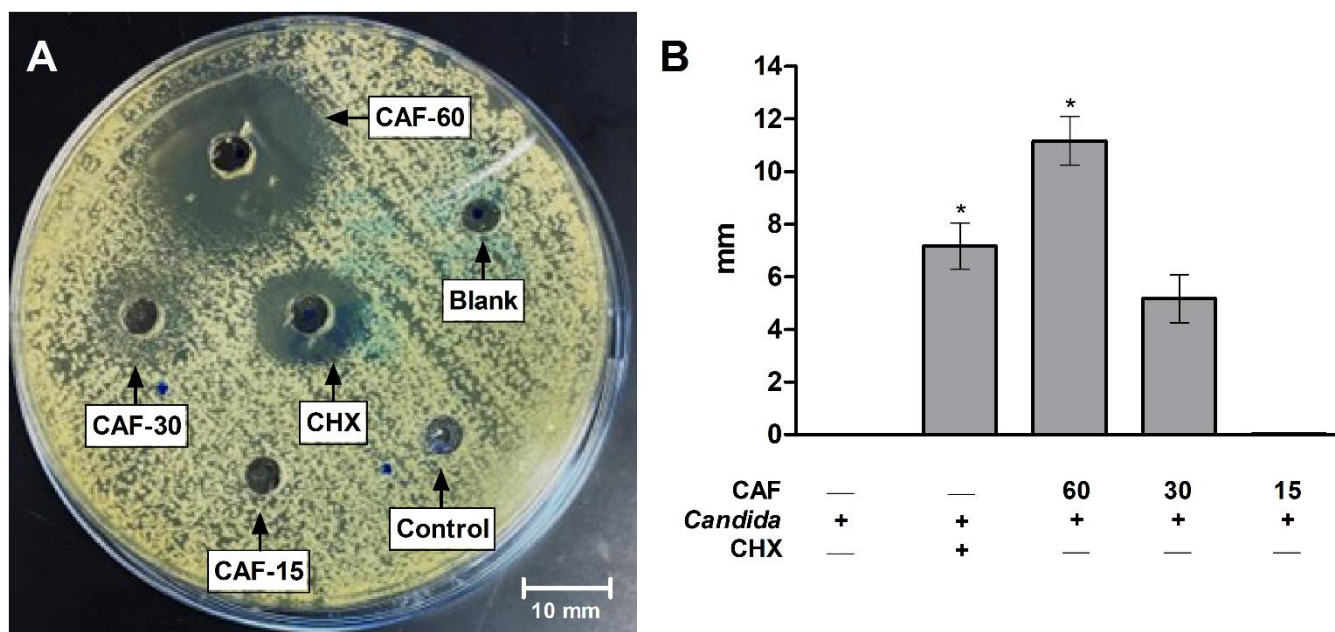 A
CAF-60
Blank
CAF-30
CHX
CAF-15
Control
10 mm
B
14
12
10
8
6
4
2
0
mm
*
*
CAF — — 60 30 15
Candida + + + + +
CHX — + — — —